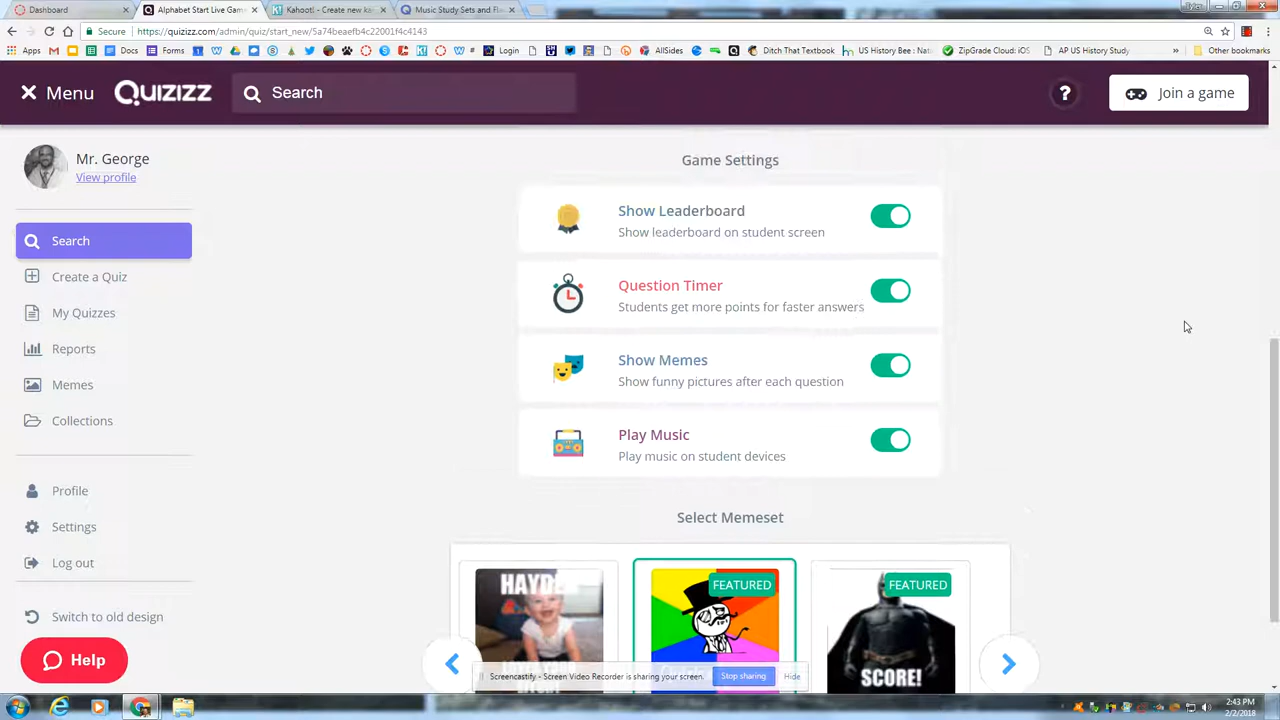 Dashboard
Alphabet Start Live Game
Kahoot! - Create new ka
Music Study Sets and Fla
Secure https://quizizz.com/admin/quiz/start_new/5a74beaefb4c22001f4c4143
Apps Docs Forms Login AllSides Ditch That Textbook US History Bee : Nati ZipGrade Cloud: iOS AP US History Study Other bookmarks
Menu QUIZIZZ Search ? Join a game
Mr. George
View profile
Search
Create a Quiz
My Quizzes
Reports
Memes
Collections
Profile
Settings
Log out
Switch to old design
Help
Game Settings
Show Leaderboard
Show leaderboard on student screen
Question Timer
Students get more points for faster answers
Show Memes
Show funny pictures after each question
Play Music
Play music on student devices
Select Memeset
HAYDEN
FEATURED
FEATURED
SCORE!
Screencastify - Screen Video Recorder is sharing your screen. Stop sharing Hide
2:43 PM
2/2/2018